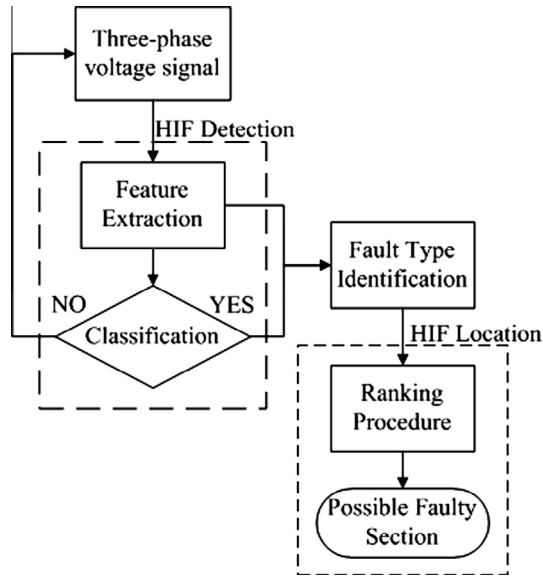 Three-phase
voltage signal
HIF Detection
Feature
Extraction
NO
YES
Classification
Fault Type
Identification
HIF Location
Ranking
Procedure
Possible Faulty
Section